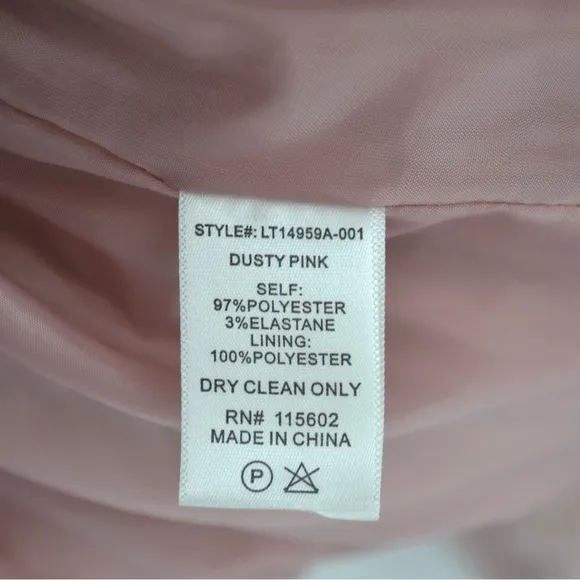 STYLE#: LT14959A-001
DUSTY PINK
SELF:
97%POLYESTER
3%ELASTANE
LINING:
100%POLYESTER
DRY CLEAN ONLY
RN# 115602
MADE IN CHINA
P